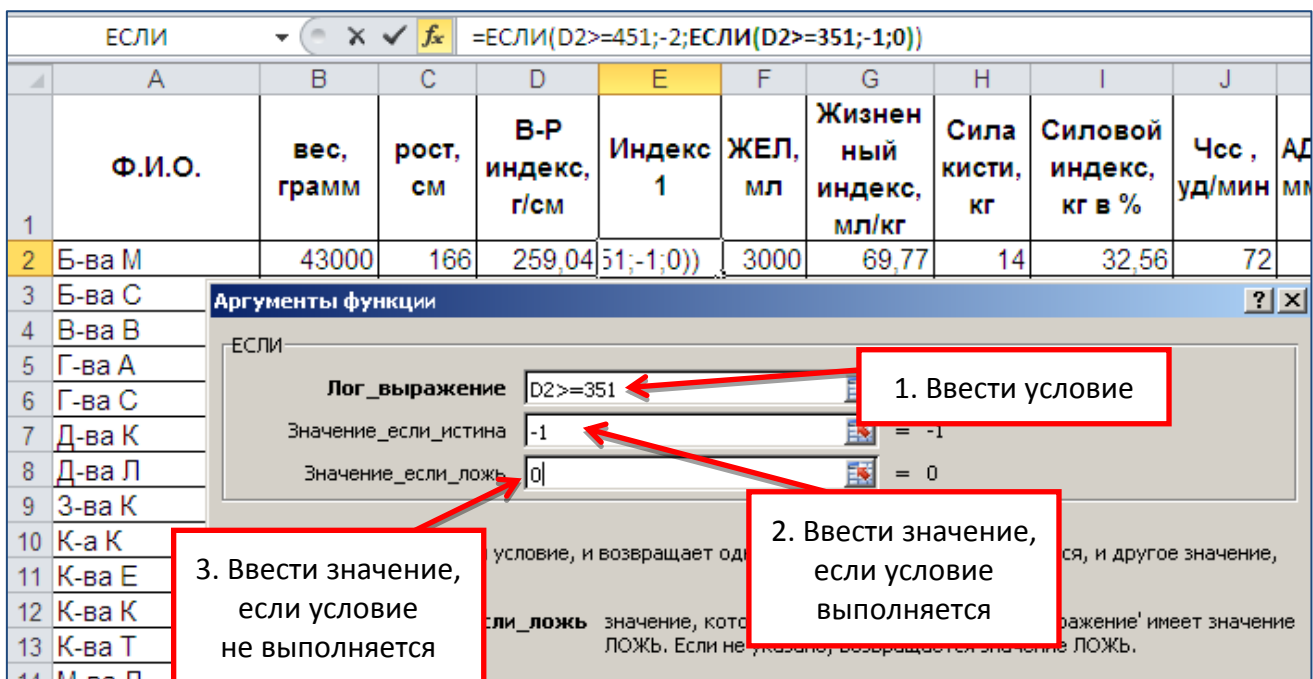 ЕСЛИ =ЕСЛИ(D2>=451;-2;ЕСЛИ(D2>=351;-1;0))
A B C D E F G H I J
1 Ф.И.О. вес, грамм рост, см В-Р индекс, г/см Индекс 1 ЖЕЛ, мл Жизнен ный индекс, мл/кг Сила кисти, кг Силовой индекс, кг в % Чсс , уд/мин
2 Б-ва М 43000 166 259,04 51;-1;0)) 3000 69,77 14 32,56 72
3 Б-ва С
Аргументы функции
4 В-ва В
ЕСЛИ
5 Г-ва А
Лог_выражение D2>=351
1. Ввести условие
6 Г-ва С
7 Д-ва К
Значение_если_истина -1 = -1
8 Д-ва Л
Значение_если_ложь 0 = 0
9 З-ва К
10 К-а К
2. Ввести значение,
если условие
выполняется
условие, и возвращает
и другое значение,
11 К-ва Е
3. Ввести значение,
если условие
не выполняется
12 К-ва К
ложь значение,
имеет значение
13 К-ва Т
ЛОЖЬ. Если не указано, возвращается значение ЛОЖЬ.